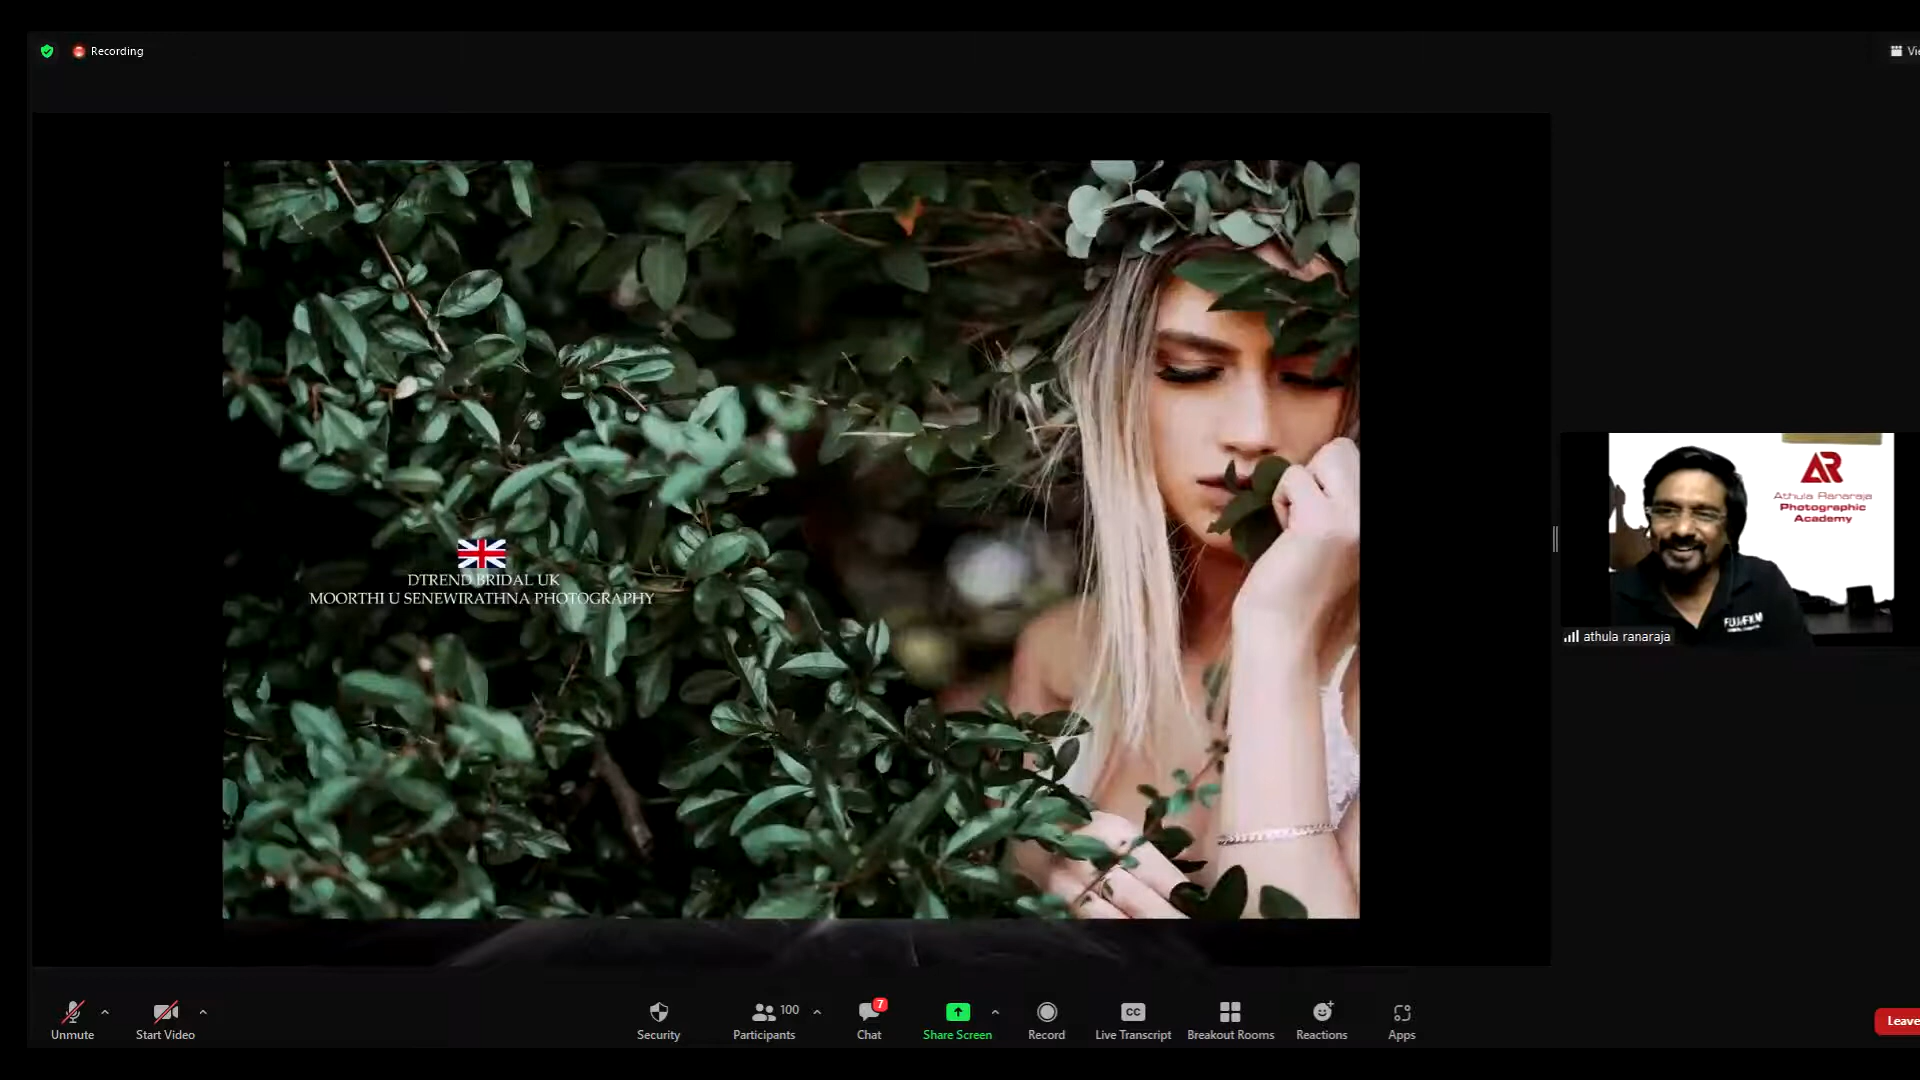 Recording
DTREND BRIDAL UK
MOORTHI U SENEWIRATHNA PHOTOGRAPHY
AR
Athula Ranaraja
Photographic
Academy
FUJIFILM
athula ranaraja
Unmute
Start Video
Security
100
Participants
7
Chat
Share Screen
Record
CC
Live Transcript
Breakout Rooms
Reactions
Apps
Leave